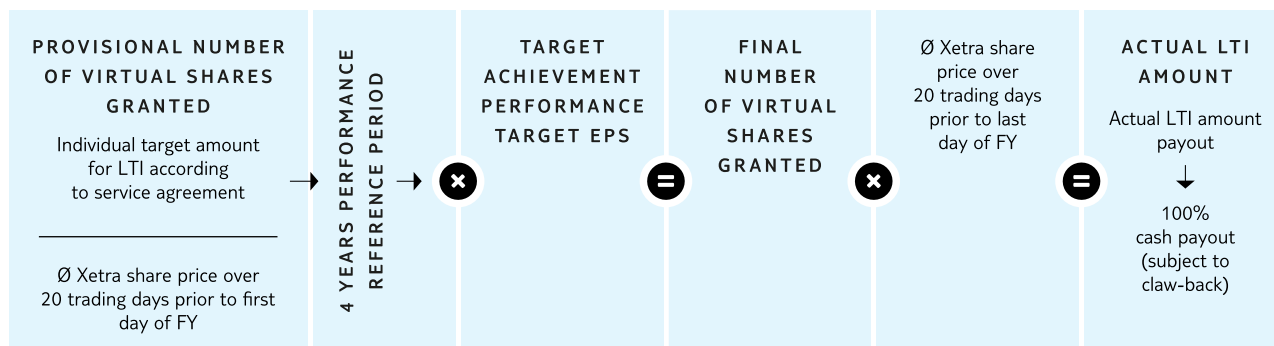 PROVISIONAL NUMBER
OF VIRTUAL SHARES
GRANTED
Individual target amount
for LTI according
to service agreement
Ø Xetra share price over
20 trading days prior to first
day of FY
4 YEARS PERFORMANCE
REFERENCE PERIOD
×
TARGET
ACHIEVEMENT
PERFORMANCE
TARGET EPS
=
FINAL
NUMBER
OF VIRTUAL
SHARES
GRANTED
×
Ø Xetra share
price over
20 trading days
prior to last
day of FY
=
ACTUAL LTI
AMOUNT
Actual LTI amount
payout
100%
cash payout
(subject to
claw-back)